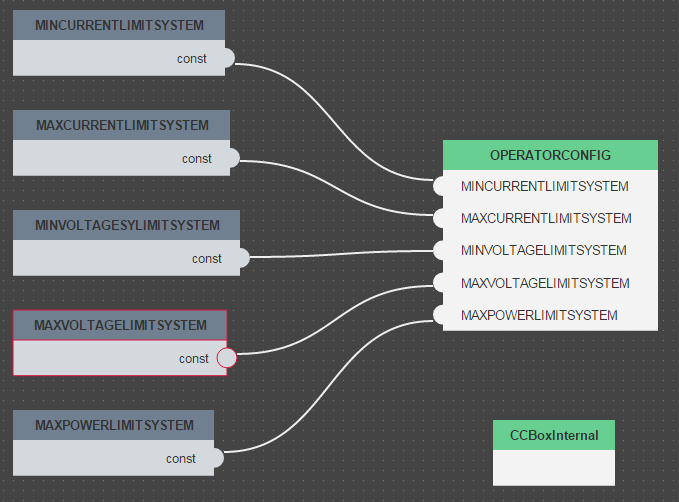 MINCURRENTLIMITSYSTEM
const
MAXCURRENTLIMITSYSTEM
const
MINVOLTAGESYLIMITSYSTEM
const
MAXVOLTAGELIMITSYSTEM
const
MAXPOWERLIMITSYSTEM
const
OPERATORCONFIG
MINCURRENTLIMITSYSTEM
MAXCURRENTLIMITSYSTEM
MINVOLTAGELIMITSYSTEM
MAXVOLTAGELIMITSYSTEM
MAXPOWERLIMITSYSTEM
CCBoxInternal